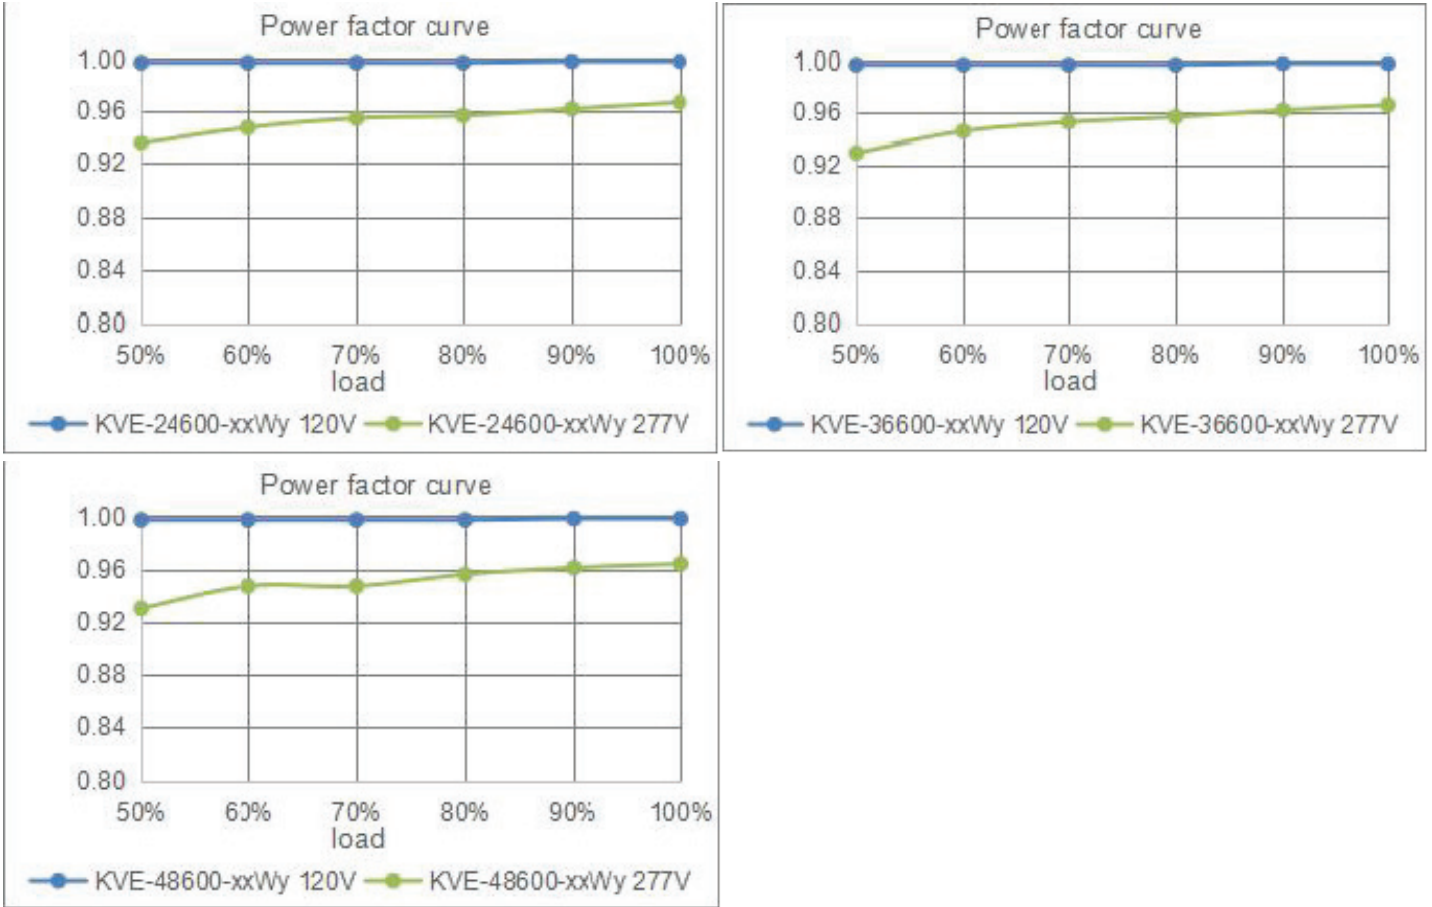 Power factor curve
1.00
0.96
0.92
0.88
0.84
0.80
50% 60% 70% 80% 90% 100%
load
KVE-24600-xxWy 120V KVE-24600-xxWy 277V
Power factor curve
1.00
0.96
0.92
0.88
0.84
0.80
50% 60% 70% 80% 90% 100%
load
KVE-36600-xxWy 120V KVE-36600-xxWy 277V
Power factor curve
1.00
0.96
0.92
0.88
0.84
0.80
50% 60% 70% 80% 90% 100%
load
KVE-48600-xxWy 120V KVE-48600-xxWy 277V